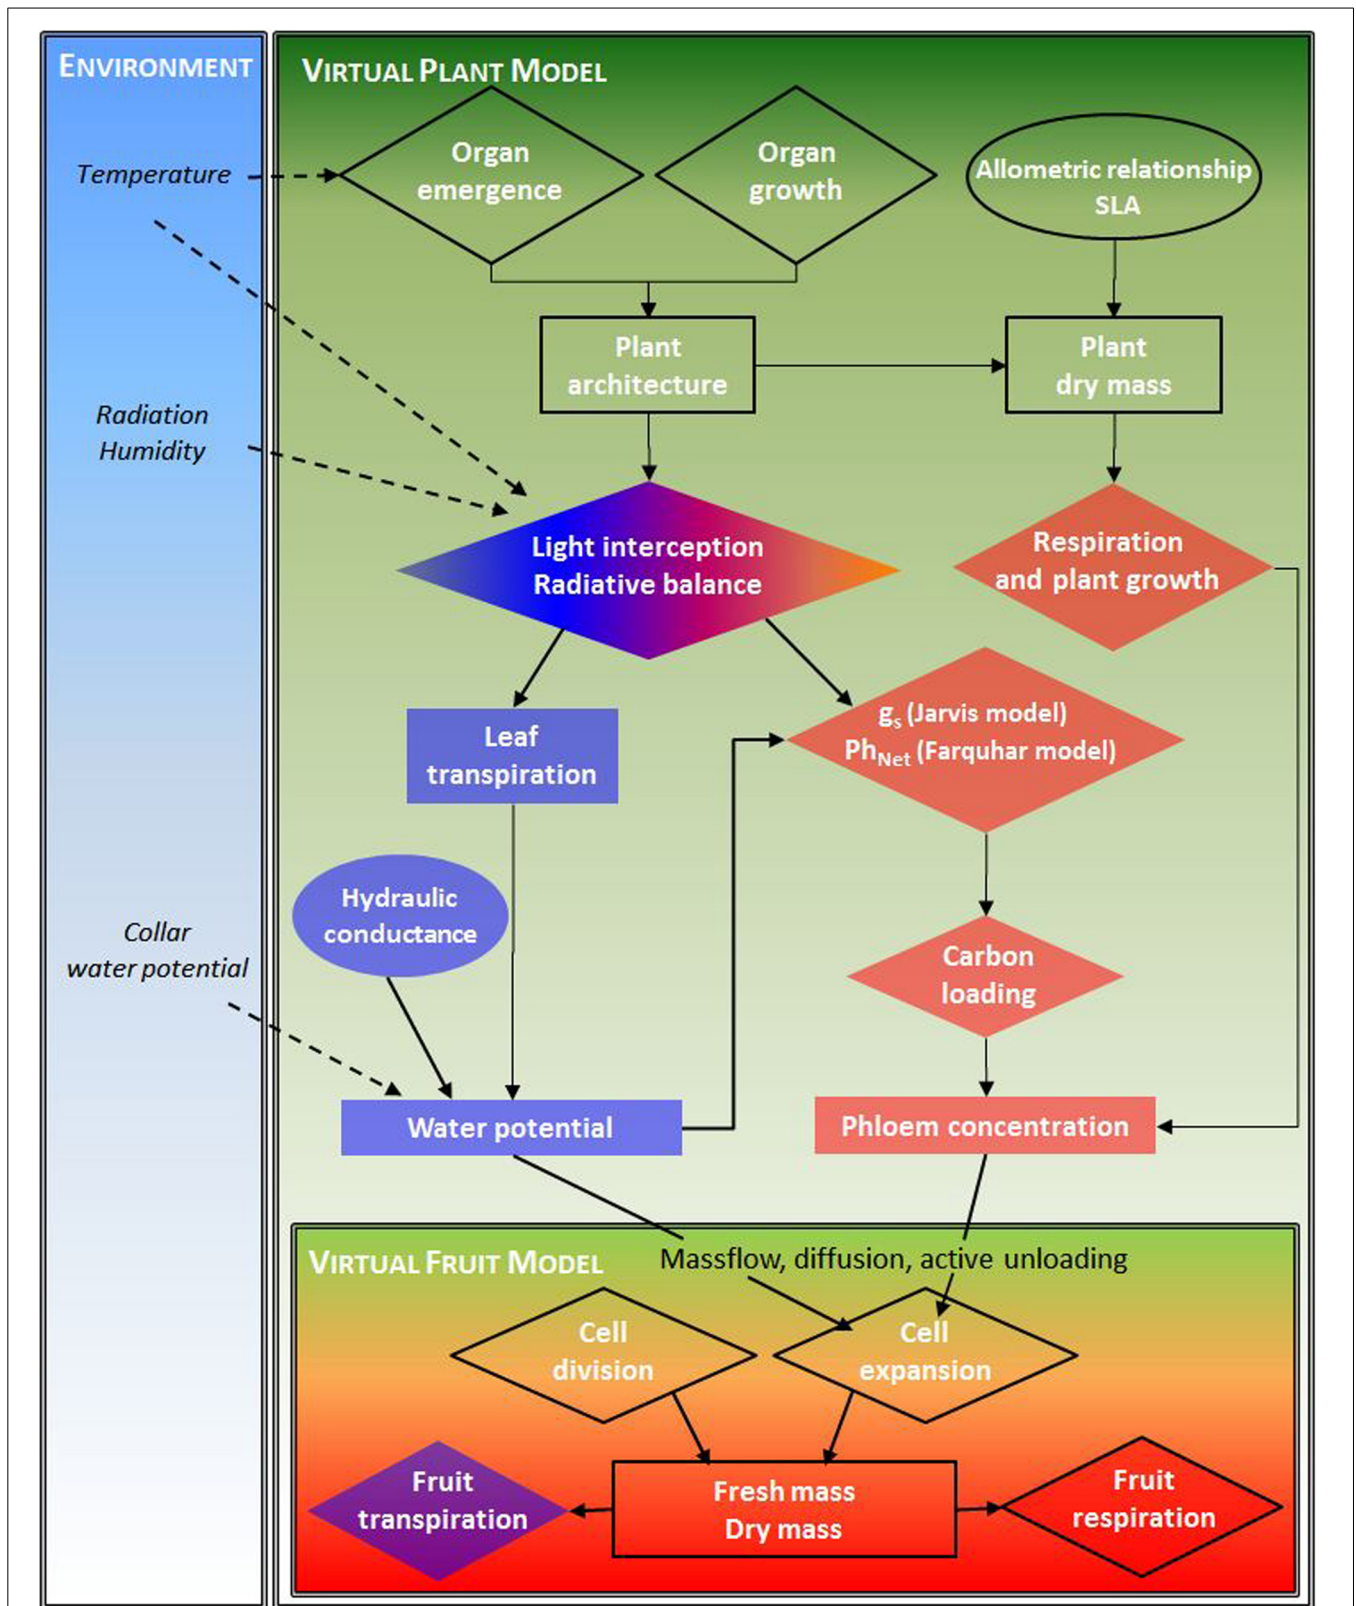 ENVIRONMENT
VIRTUAL PLANT MODEL
Temperature
Organ
emergence
Organ
growth
Allometric relationship
SLA
Plant
architecture
Plant
dry mass
Radiation
Humidity
Light interception
Radiative balance
Respiration
and plant growth
Leaf
transpiration
gs (Jarvis model)
PhNet (Farquhar model)
Hydraulic
conductance
Collar
water potential
Carbon
loading
Water potential
Phloem concentration
VIRTUAL FRUIT MODEL
Massflow, diffusion, active unloading
Cell
division
Cell
expansion
Fruit
transpiration
Fresh mass
Dry mass
Fruit
respiration